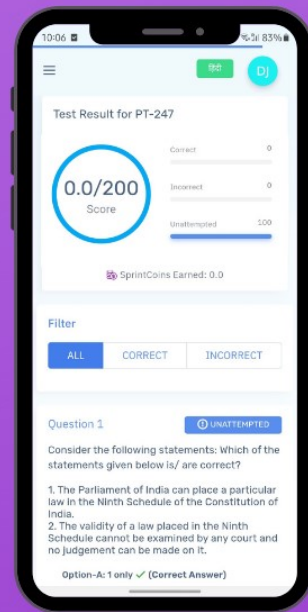 10:06
83%
हिंदी
DJ
Test Result for PT-247
0.0/200
Score
Correct 0
Incorrect 0
Unattempted 100
SprintCoins Earned: 0.0
Filter
ALL CORRECT INCORRECT
Question 1
UNATTEMPTED
Consider the following statements: Which of the
statements given below is/ are correct?
1. The Parliament of India can place a particular
law in the Ninth Schedule of the Constitution of
India.
2. The validity of a law placed in the Ninth
Schedule cannot be examined by any court and
no judgement can be made on it.
Option-A: 1 only ✓ (Correct Answer)